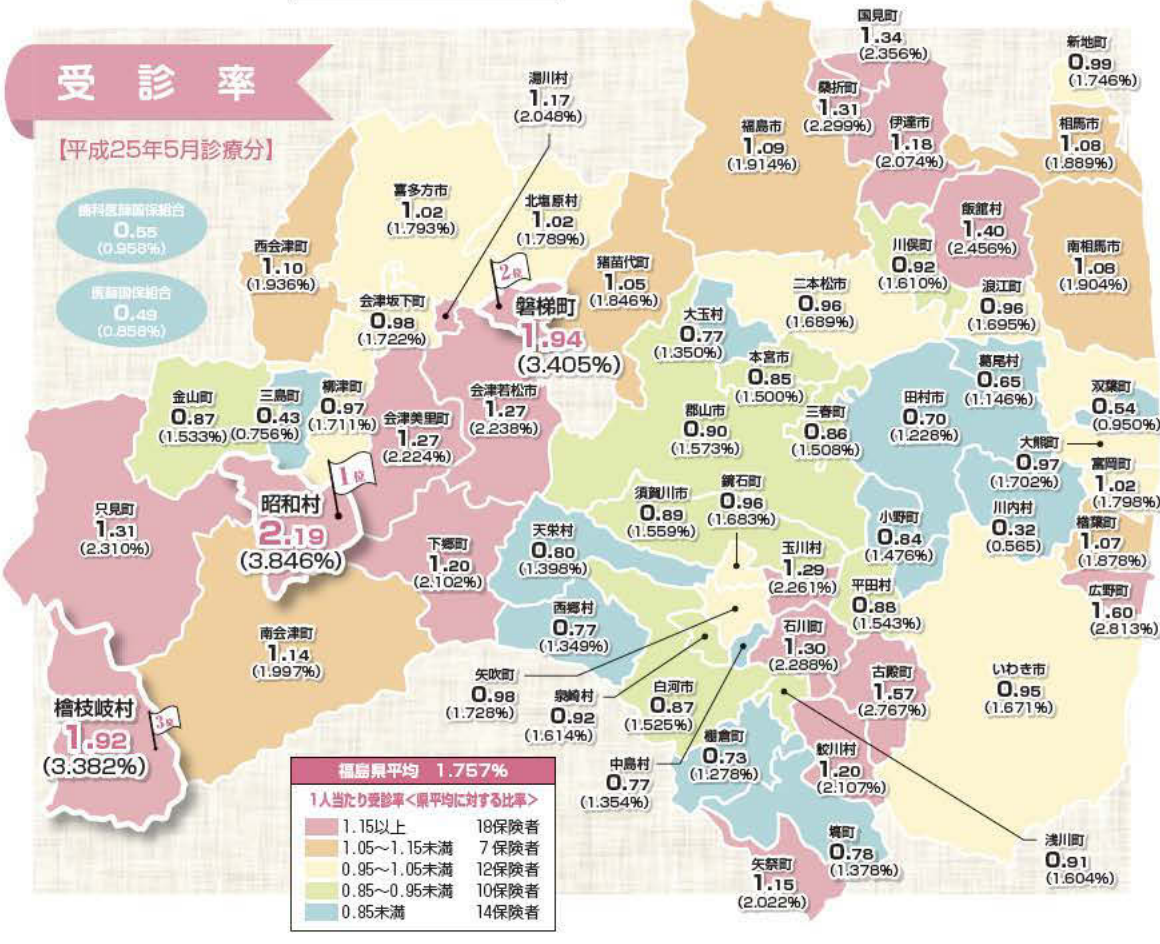 受診率
【平成25年5月診療分】
歯科医師国保組合
0.55
(0.958%)
医師国保組合
0.49
(0.858%)
国見町
1.34
(2.356%)
新地町
0.99
(1.746%)
湯川村
1.17
(2.048%)
桑折町
1.31
(2.299%)
福島市
1.09
(1.914%)
伊達市
1.18
(2.074%)
相馬市
1.08
(1.889%)
喜多方市
1.02
(1.793%)
北塩原村
1.02
(1.789%)
飯舘村
1.40
(2.456%)
西会津町
1.10
(1.936%)
猪苗代町
1.05
(1.846%)
川俣町
0.92
(1.610%)
南相馬市
1.08
(1.904%)
2位
磐梯町
1.94
(3.405%)
会津坂下町
0.98
(1.722%)
二本松市
0.96
(1.689%)
浪江町
0.96
(1.695%)
大玉村
0.77
(1.350%)
本宮市
0.85
(1.500%)
葛尾村
0.65
(1.146%)
双葉町
0.54
(0.950%)
金山町
0.87
(1.533%)
三島町
0.43
(0.756%)
柳津町
0.97
(1.711%)
会津美里町
1.27
(2.224%)
会津若松市
1.27
(2.238%)
郡山市
0.90
(1.573%)
三春町
0.86
(1.508%)
田村市
0.70
(1.228%)
大熊町
0.97
(1.702%)
富岡町
1.02
(1.798%)
1位
昭和村
2.19
(3.846%)
只見町
1.31
(2.310%)
須賀川市
0.89
(1.559%)
鏡石町
0.96
(1.683%)
川内村
0.32
(0.565)
楢葉町
1.07
(1.878%)
下郷町
1.20
(2.102%)
天栄村
0.80
(1.398%)
小野町
0.84
(1.476%)
玉川村
1.29
(2.261%)
平田村
0.88
(1.543%)
広野町
1.60
(2.813%)
西郷村
0.77
(1.349%)
石川町
1.30
(2.288%)
南会津町
1.14
(1.997%)
古殿町
1.57
(2.767%)
いわき市
0.95
(1.671%)
矢吹町
0.98
(1.728%)
泉崎村
0.92
(1.614%)
白河市
0.87
(1.525%)
檜枝岐村
1.92
(3.382%)
3位
中島村
0.77
(1.354%)
棚倉町
0.73
(1.278%)
鮫川村
1.20
(2.107%)
塙町
0.78
(1.378%)
浅川町
0.91
(1.604%)
矢祭町
1.15
(2.022%)
福島県平均 1.757%
1人当たり受診率<県平均に対する比率>
1.15以上 18保険者
1.05～1.15未満 7保険者
0.95～1.05未満 12保険者
0.85～0.95未満 10保険者
0.85未満 14保険者